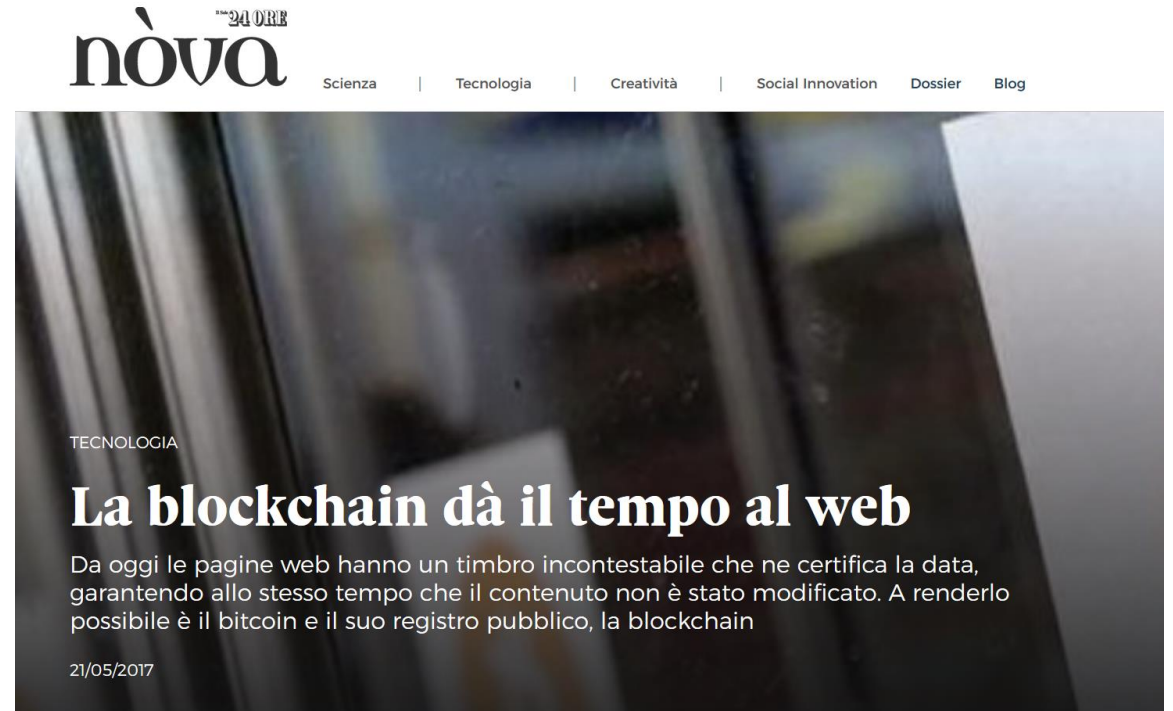 Il Sole 24 ORE
nòva
Scienza | Tecnologia | Creatività | Social Innovation Dossier Blog
TECNOLOGIA
La blockchain dà il tempo al web
Da oggi le pagine web hanno un timbro incontestabile che ne certifica la data,
garantendo allo stesso tempo che il contenuto non è stato modificato. A renderlo
possibile è il bitcoin e il suo registro pubblico, la blockchain
21/05/2017